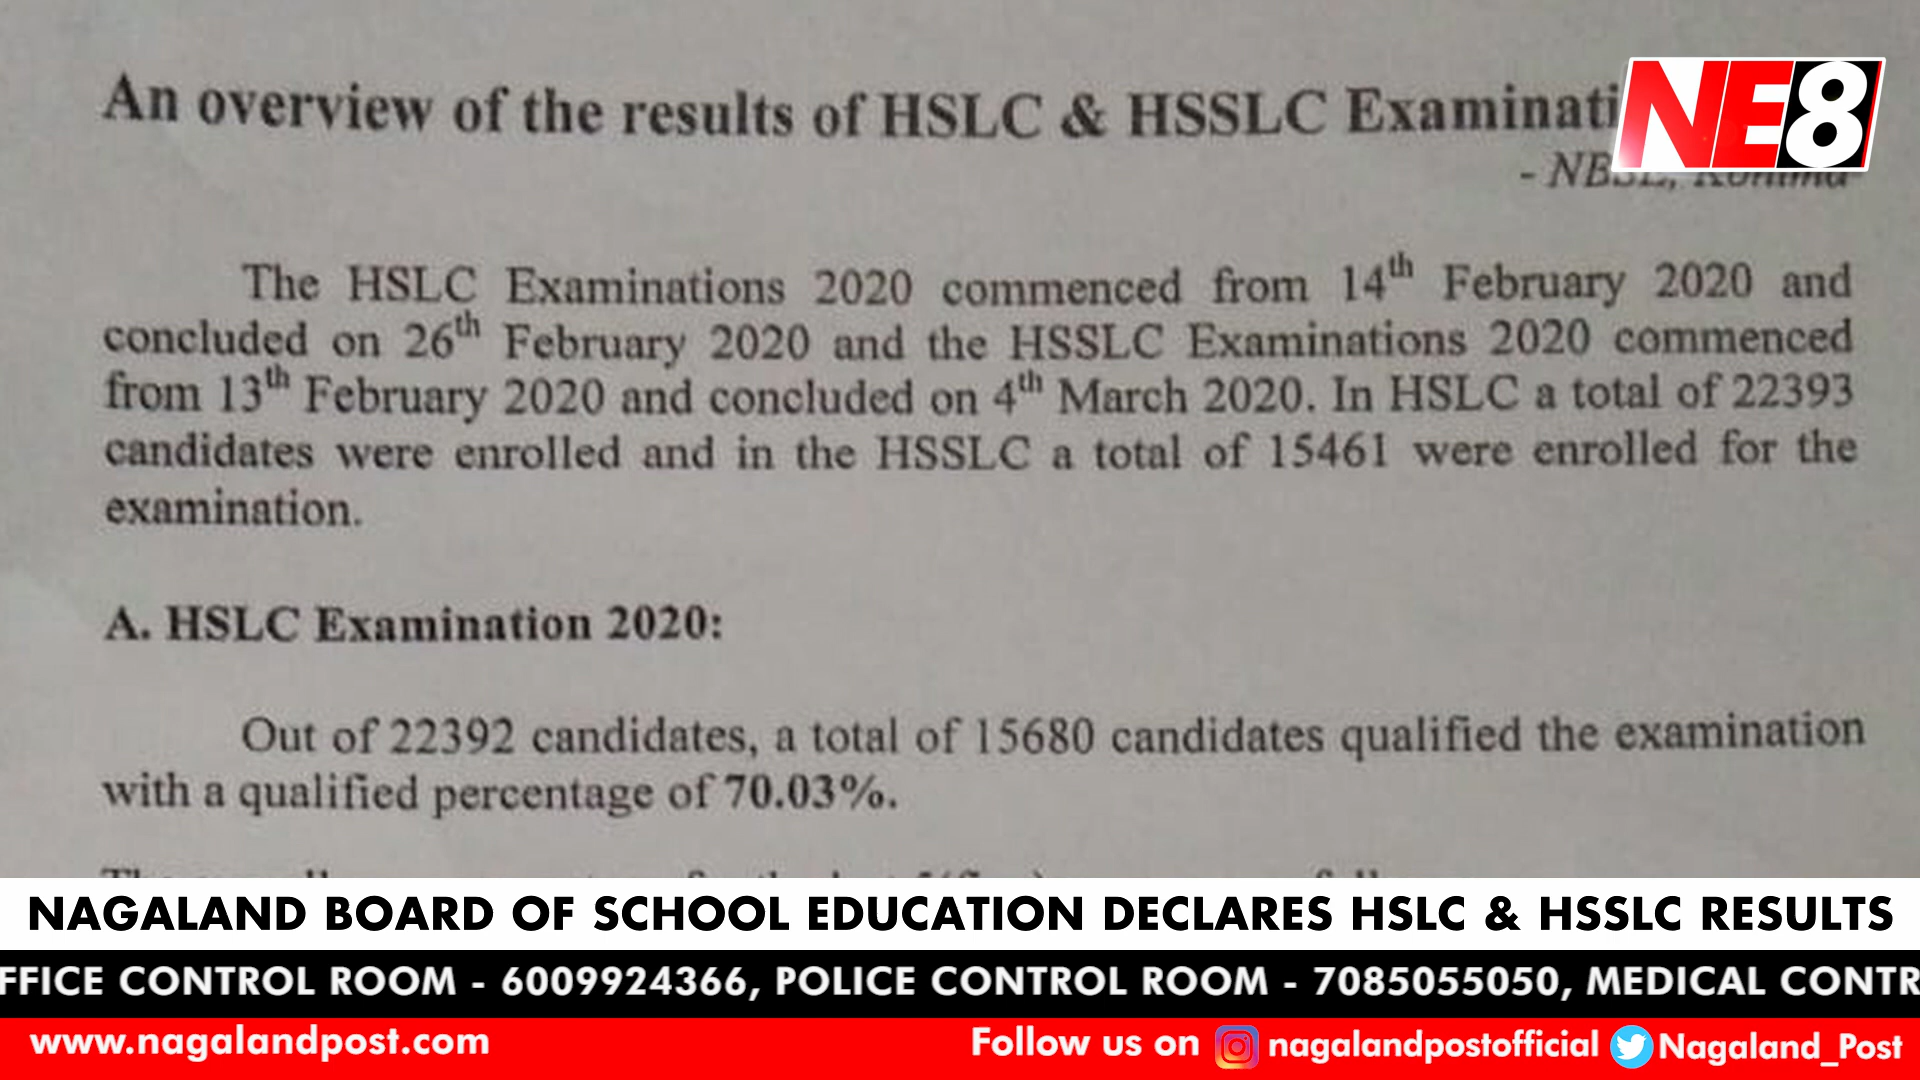 An overview of the results of HSLC & HSSLC Examinati
NE8
- NBSE, Kohima
The HSLC Examinations 2020 commenced from 14th February 2020 and
concluded on 26th February 2020 and the HSSLC Examinations 2020 commenced
from 13th February 2020 and concluded on 4th March 2020. In HSLC a total of 22393
candidates were enrolled and in the HSSLC a total of 15461 were enrolled for the
examination.
A. HSLC Examination 2020:
Out of 22392 candidates, a total of 15680 candidates qualified the examination
with a qualified percentage of 70.03%.
NAGALAND BOARD OF SCHOOL EDUCATION DECLARES HSLC & HSSLC RESULTS
FFICE CONTROL ROOM - 6009924366, POLICE CONTROL ROOM - 7085055050, MEDICAL CONTR
www.nagalandpost.com Follow us on nagalandpostofficial Nagaland_Post